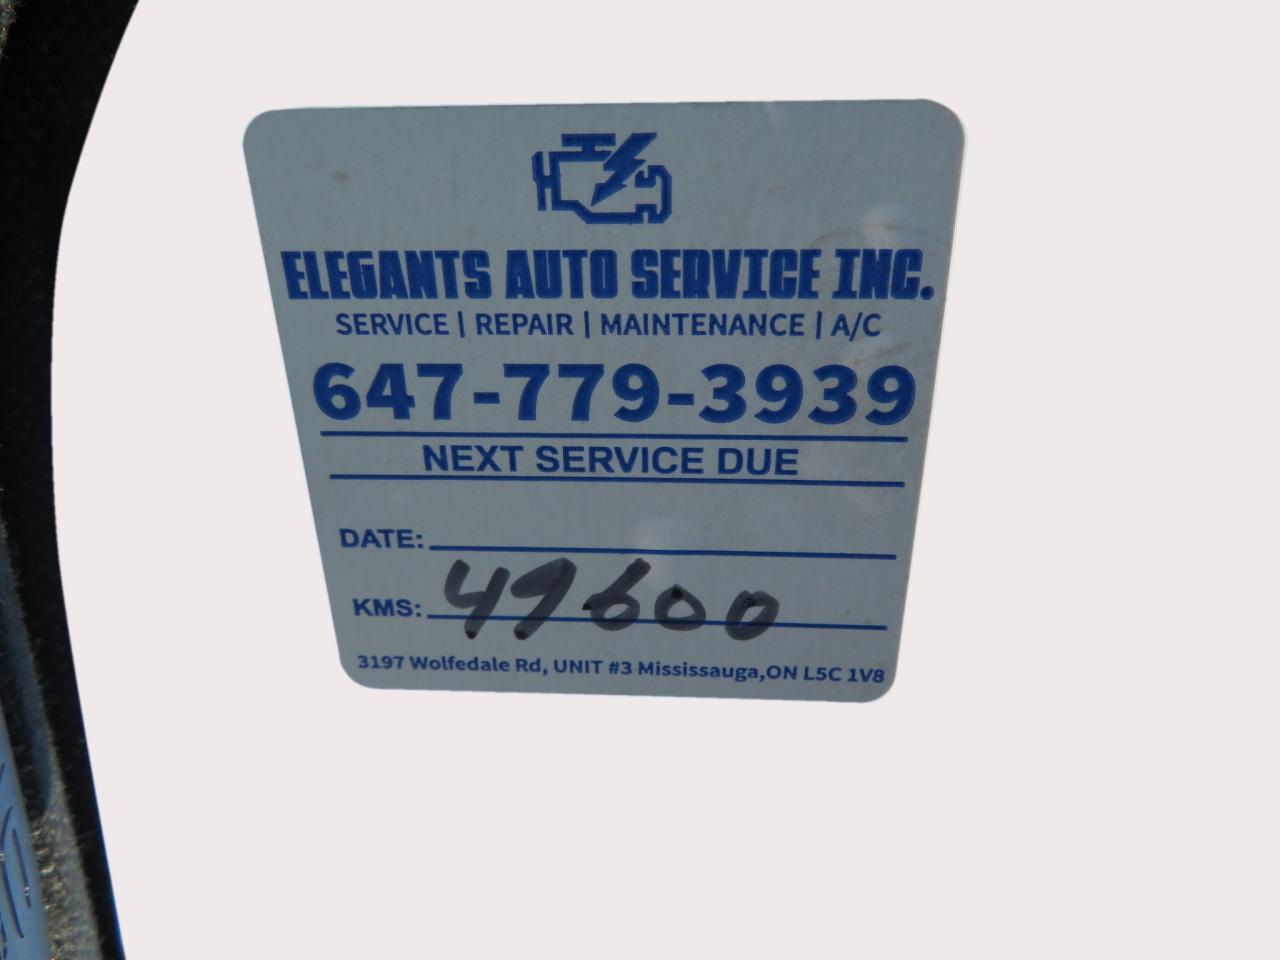 ELEGANTS AUTO SERVICE INC.
SERVICE | REPAIR | MAINTENANCE | A/C
647-779-3939
NEXT SERVICE DUE
DATE:
KMS: 49600
3197 Wolfedale Rd, UNIT #3 Mississauga,ON L5C 1V8